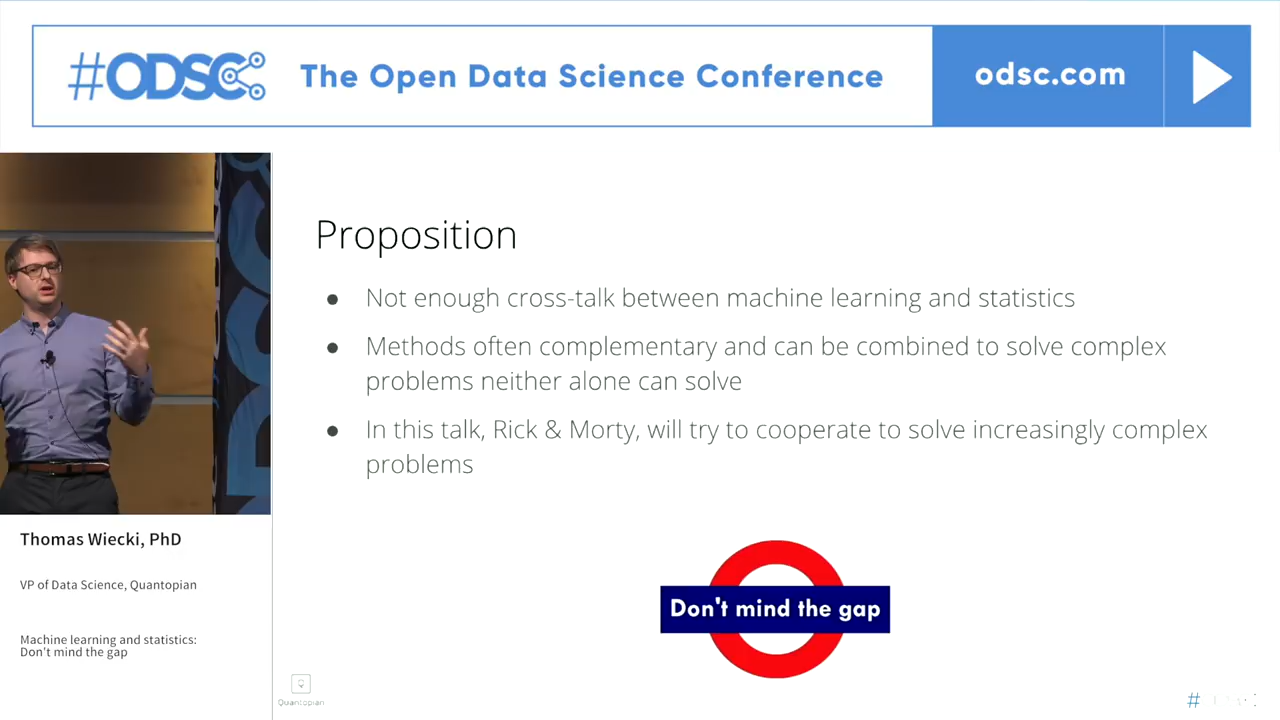 #ODSC
The Open Data Science Conference
odsc.com
Proposition
● Not enough cross-talk between machine learning and statistics
● Methods often complementary and can be combined to solve complex
problems neither alone can solve
● In this talk, Rick & Morty, will try to cooperate to solve increasingly complex
problems
Don't mind the gap
Thomas Wiecki, PhD
VP of Data Science, Quantopian
Machine learning and statistics:
Don't mind the gap
Quantopian
#